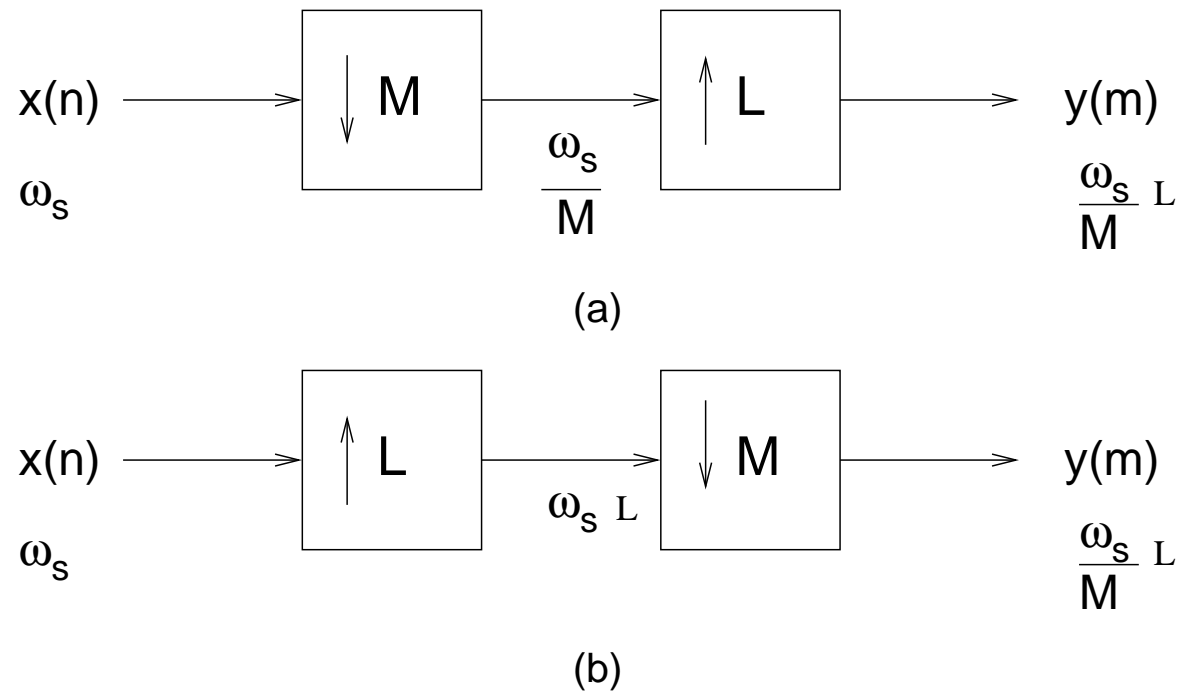 x(n) ↓ M ↑ L y(m)
ω_s ω_s/M ω_s/M L
(a)
x(n) ↑ L ↓ M y(m)
ω_s ω_s L ω_s/M L
(b)